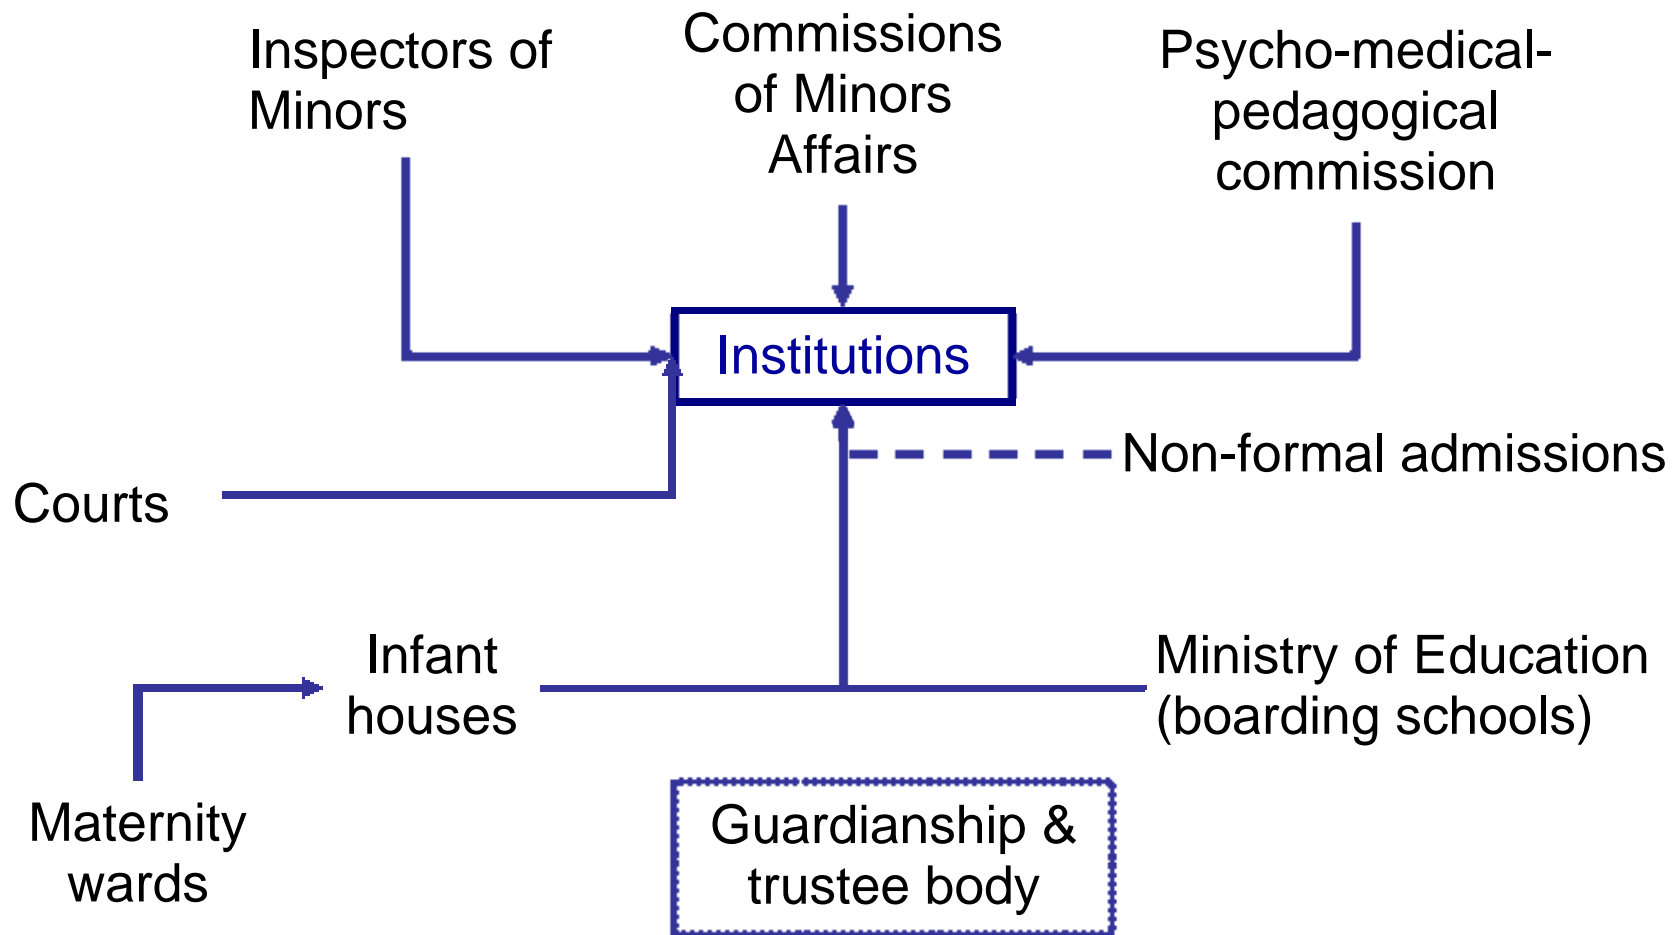 Inspectors of
Minors
Commissions
of Minors
Affairs
Psycho-medical-
pedagogical
commission
Institutions
Non-formal admissions
Courts
Infant
houses
Ministry of Education
(boarding schools)
Maternity
wards
Guardianship &
trustee body